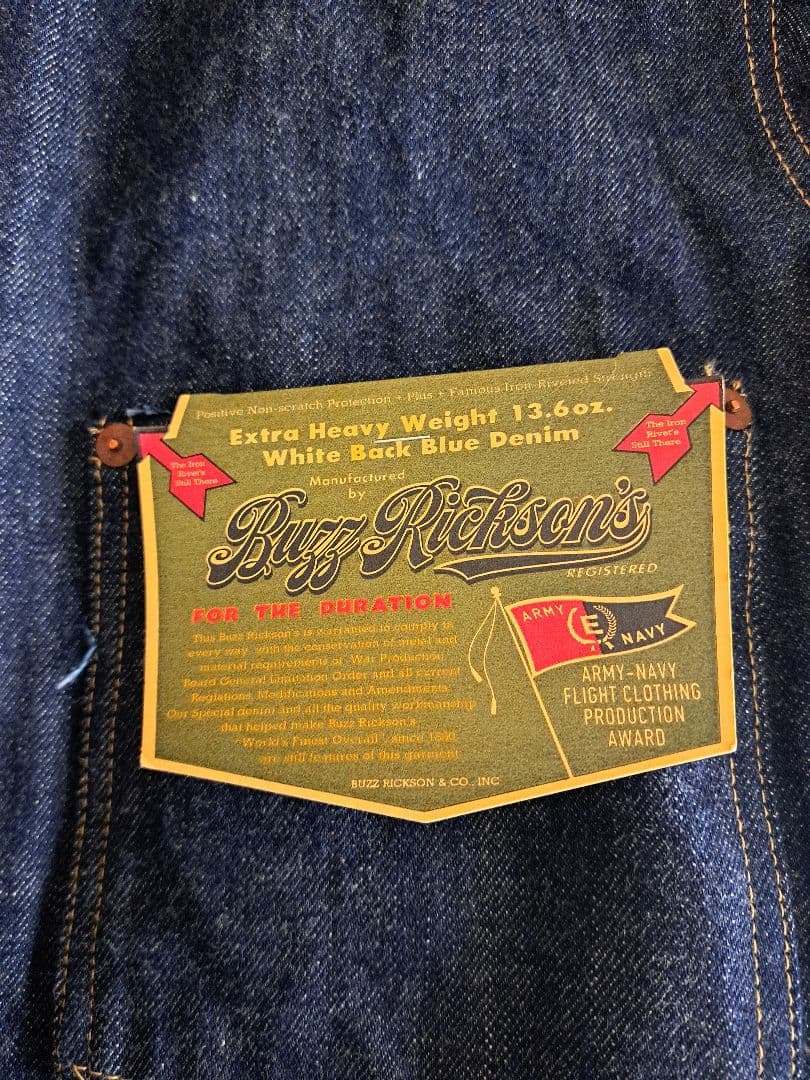 Positive Non-scratch Protection + Plus + Famous Iron Riveted Strength
Extra Heavy Weight 13.6oz.
White Back Blue Denim
The Iron
River's
Still There
The Iron
River's
Still There
Manufactured
by
Buzz Rickson's
REGISTERED
FOR THE DURATION
This Buzz Rickson's is guaranteed to comply in
every way with the conservation of metal and
material requirements of War Production
Board General Limitation Order and all current
Regiations, Modifications and Amendments.
Our Special denim and all the quality workmanship
that helped make Buzz Rickson's
"World's Finest Overall", since
are still features of this garment
ARMY
E
NAVY
ARMY-NAVY
FLIGHT CLOTHING
PRODUCTION
AWARD
BUZZ RICKSON & CO., INC